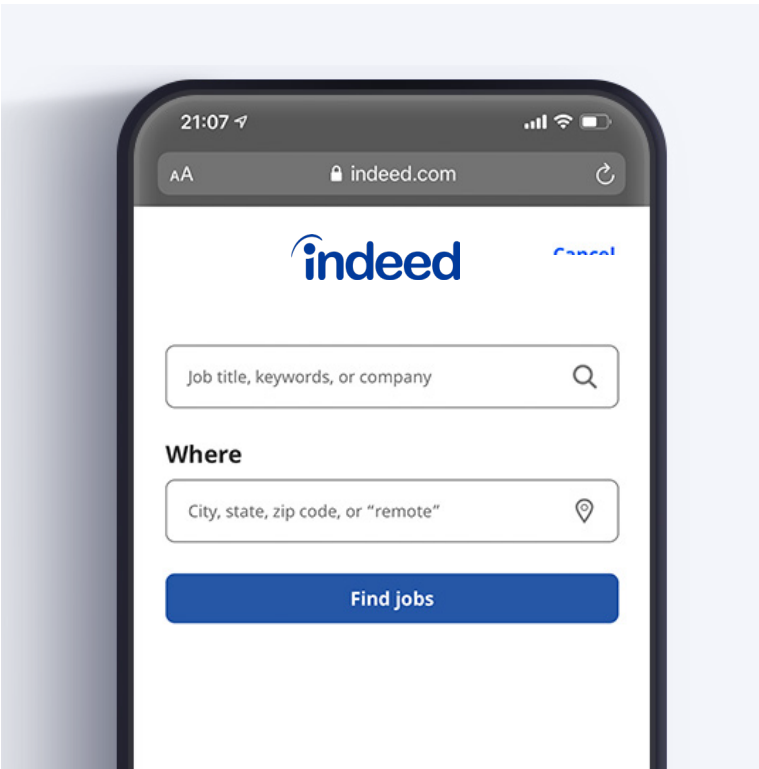 21:07
AA indeed.com
indeed
Cancel
Job title, keywords, or company
Where
City, state, zip code, or “remote”
Find jobs